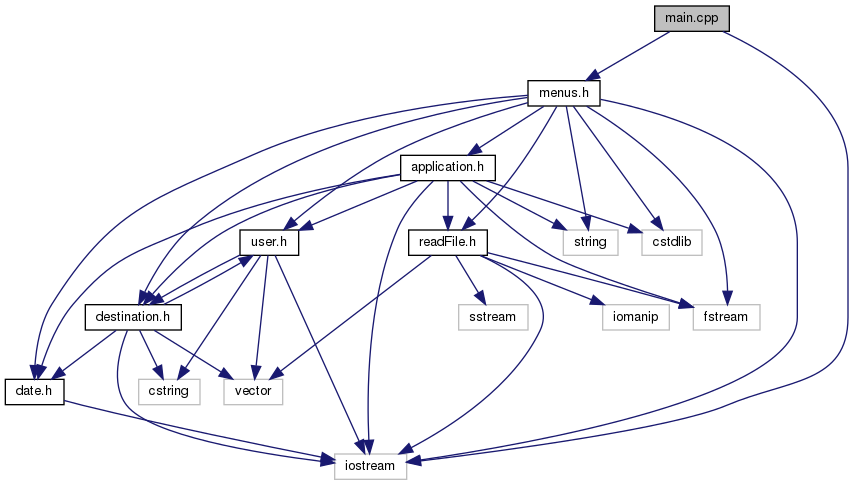 main.cpp
menus.h
application.h
user.h
readFile.h
string
cstdlib
destination.h
sstream
iomanip
fstream
date.h
cstring
vector
iostream